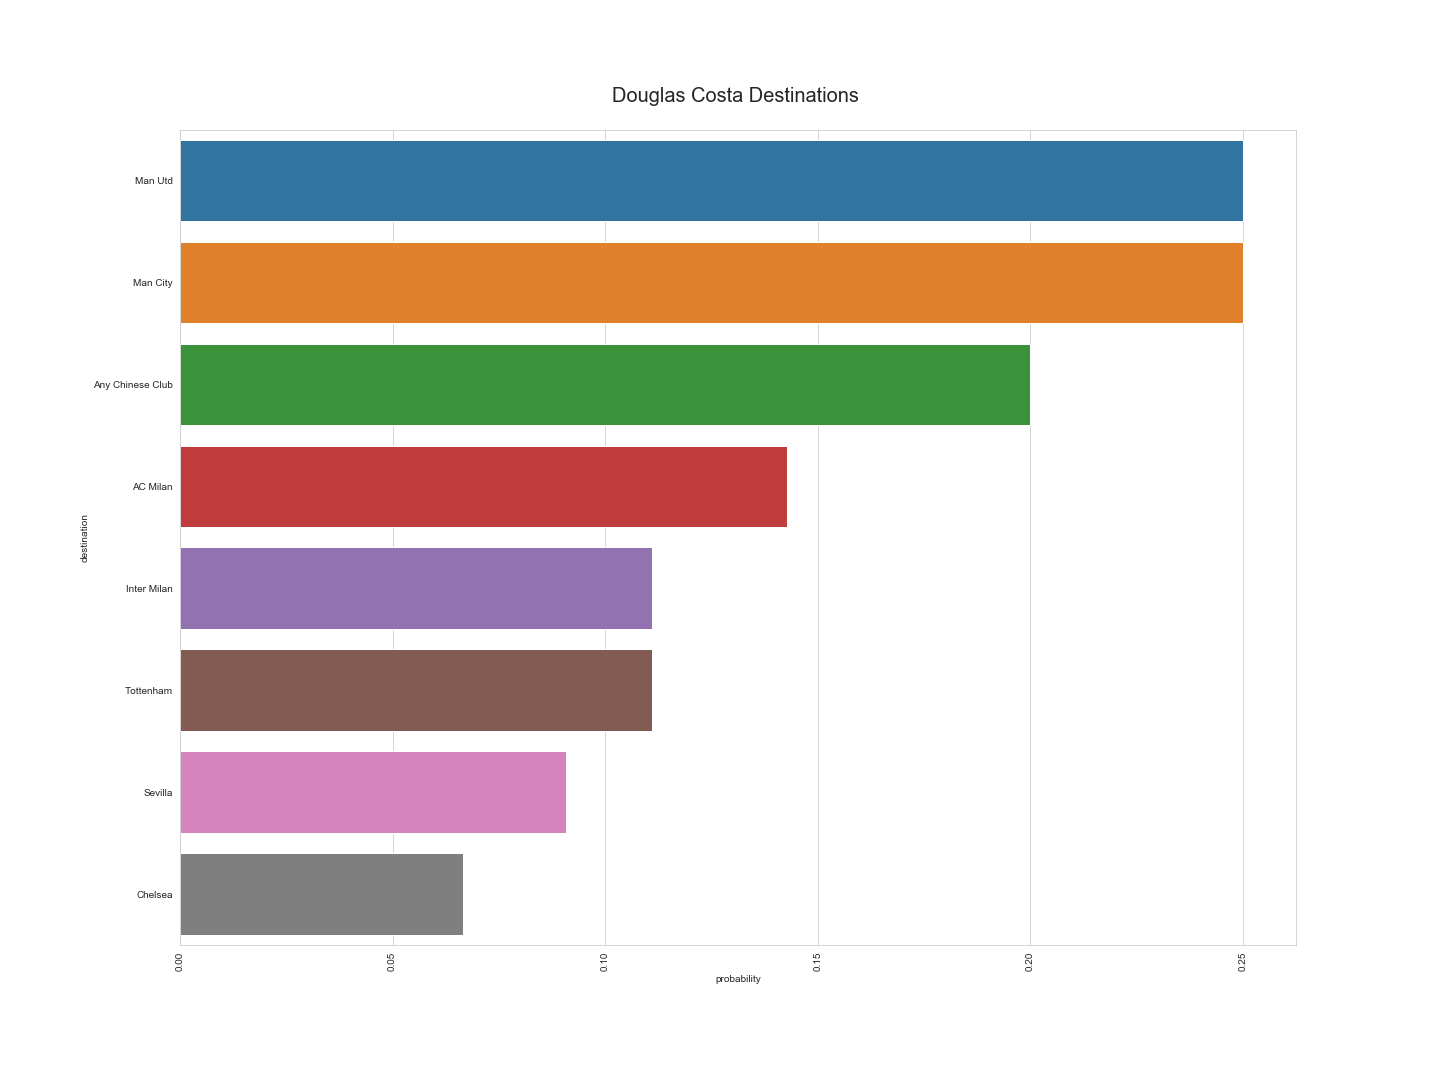 Douglas Costa Destinations
Man Utd
Man City
Any Chinese Club
AC Milan
Inter Milan
Tottenham
Sevilla
Chelsea
destination
0.00
0.05
0.10
0.15
0.20
0.25
probability